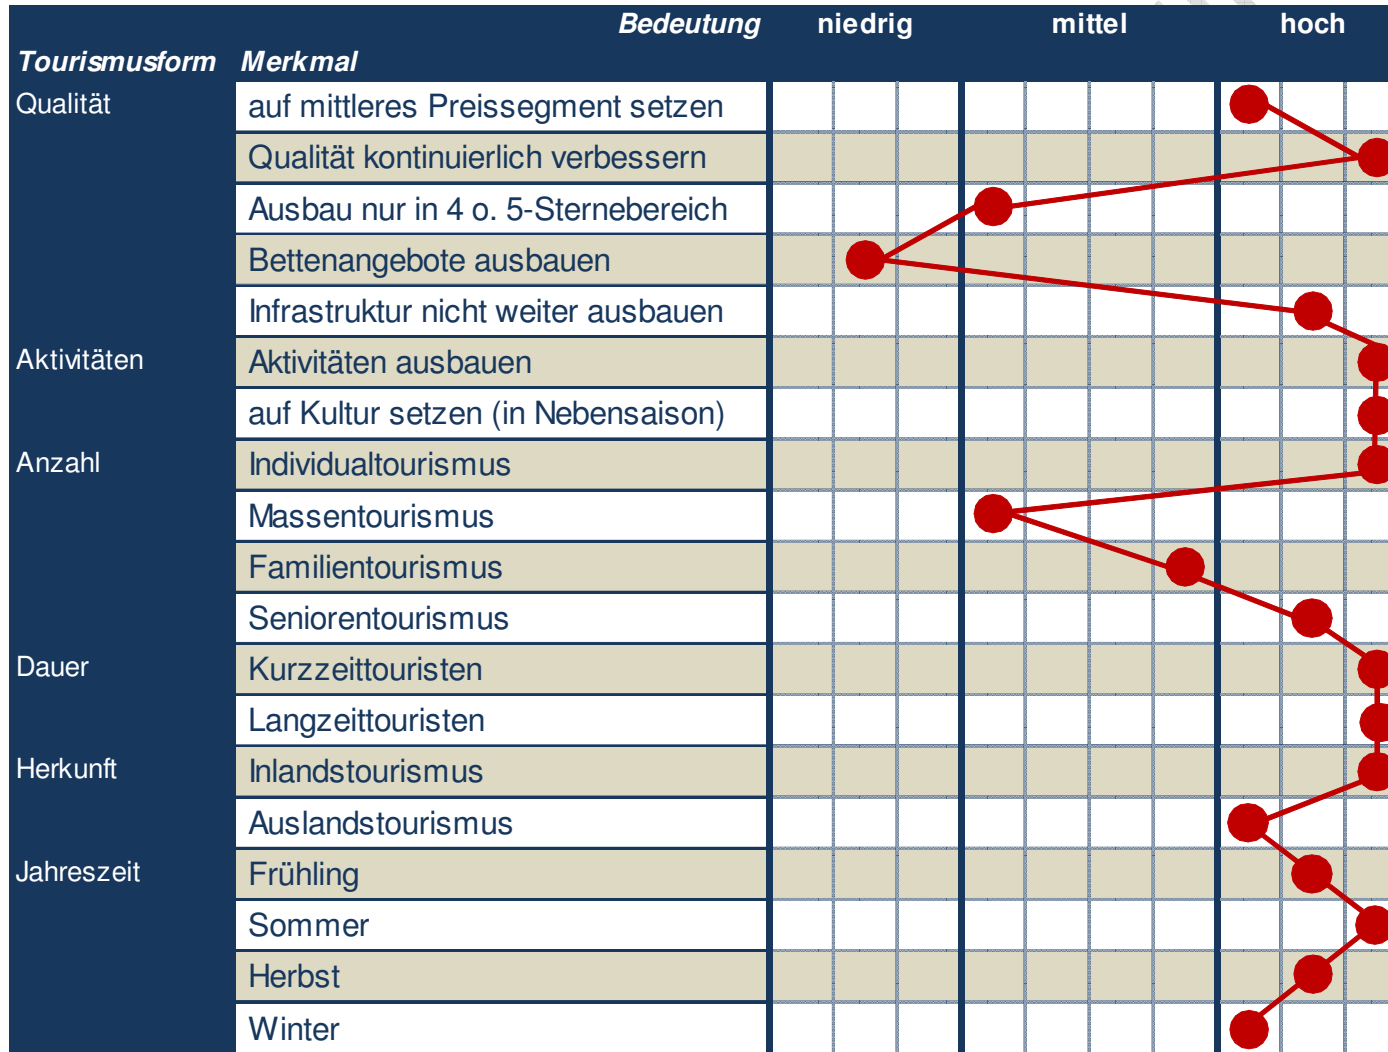 Bedeutung niedrig mittel hoch
Tourismusform Merkmal
Qualität auf mittleres Preissegment setzen
Qualität kontinuierlich verbessern
Ausbau nur in 4 o. 5-Sternebereich
Bettenangebote ausbauen
Infrastruktur nicht weiter ausbauen
Aktivitäten Aktivitäten ausbauen
auf Kultur setzen (in Nebensaison)
Anzahl Individualtourismus
Massentourismus
Familientourismus
Seniorentourismus
Dauer Kurzzeittouristen
Langzeittouristen
Herkunft Inlandstourismus
Auslandstourismus
Jahreszeit Frühling
Sommer
Herbst
Winter